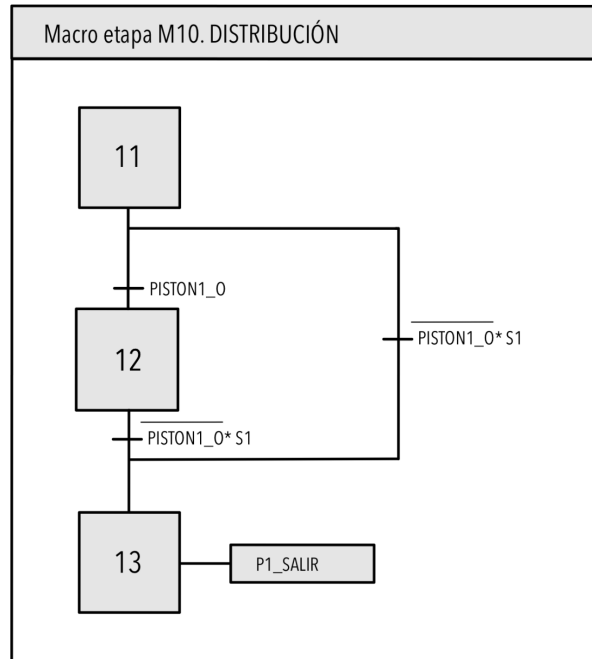 Macro etapa M10. DISTRIBUCIÓN
11
PISTON1_O
PISTON1_O* S1
12
PISTON1_O* S1
13
P1_SALIR